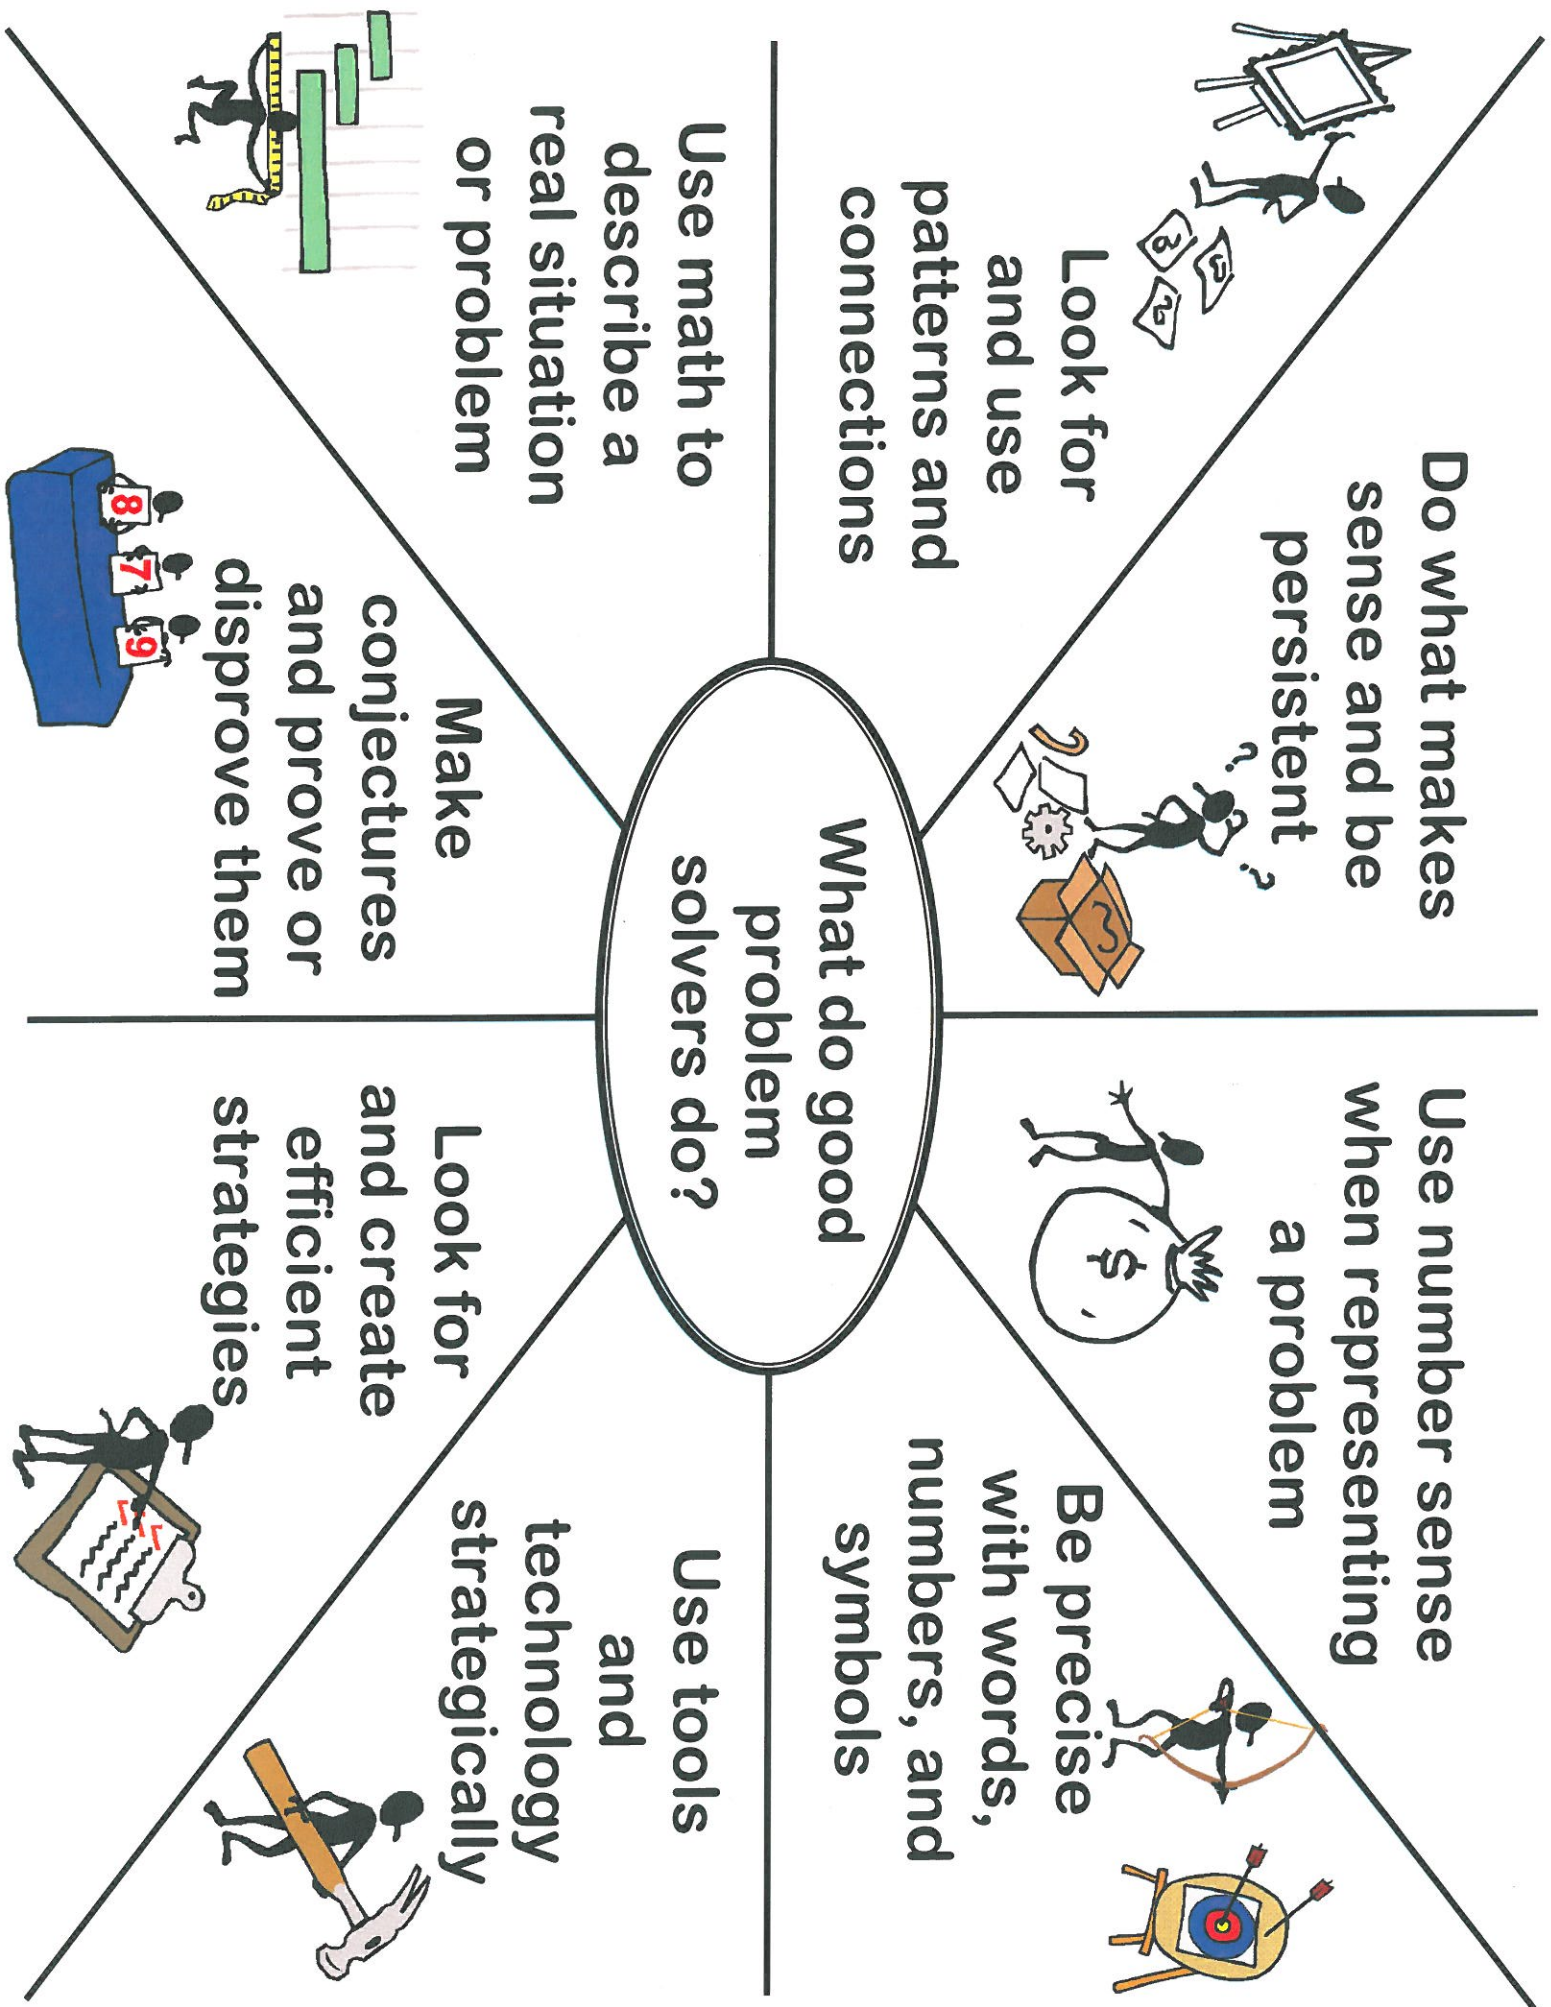 Do what makes
sense and be
persistent
3
Use number sense
when representing
a problem
$
Look for
and use
patterns and
connections
Be precise
with words,
numbers, and
symbols
What do good
problem
solvers do?
Use math to
describe a
real situation
or problem
Use tools
and
technology
strategically
Make
conjectures
and prove or
disprove them
8
7
9
Look for
and create
efficient
strategies